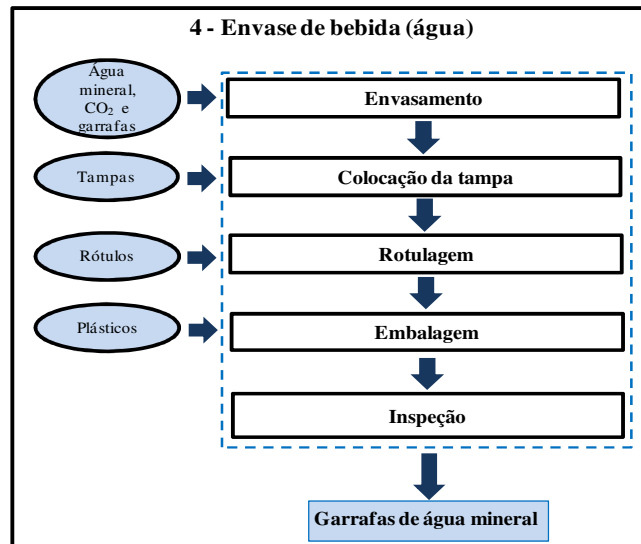 4 - Envase de bebida (água)
Água
mineral,
CO₂ e
garrafas
Envasamento
Tampas
Colocação da tampa
Rótulos
Rotulagem
Plásticos
Embalagem
Inspeção
Garrafas de água mineral